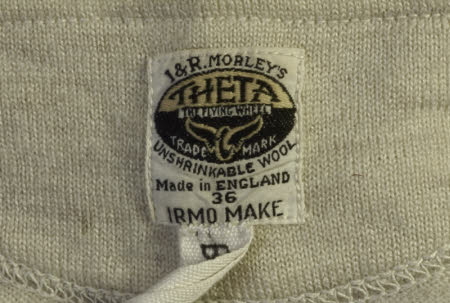 I & R. MORLEY'S
THETA
THE FLYING WHEEL
TRADE MARK
UNSHRINKABLE WOOL
Made in ENGLAND
36
IRMO MAKE